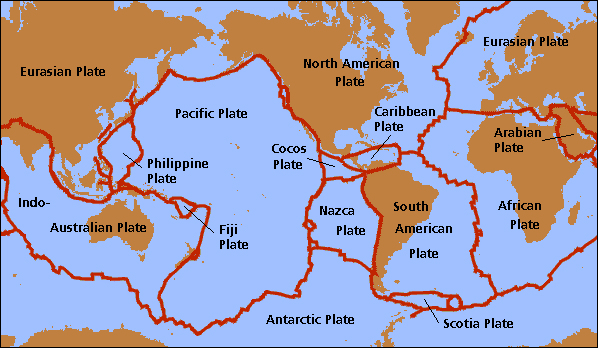 Eurasian Plate
North American
Plate
Eurasian Plate
Pacific Plate
Caribbean
Plate
Arabian
Plate
Cocos
Plate
Philippine
Plate
Indo-
Australian Plate
Fiji
Plate
Nazca
Plate
South
American
Plate
African
Plate
Antarctic Plate
Scotia Plate